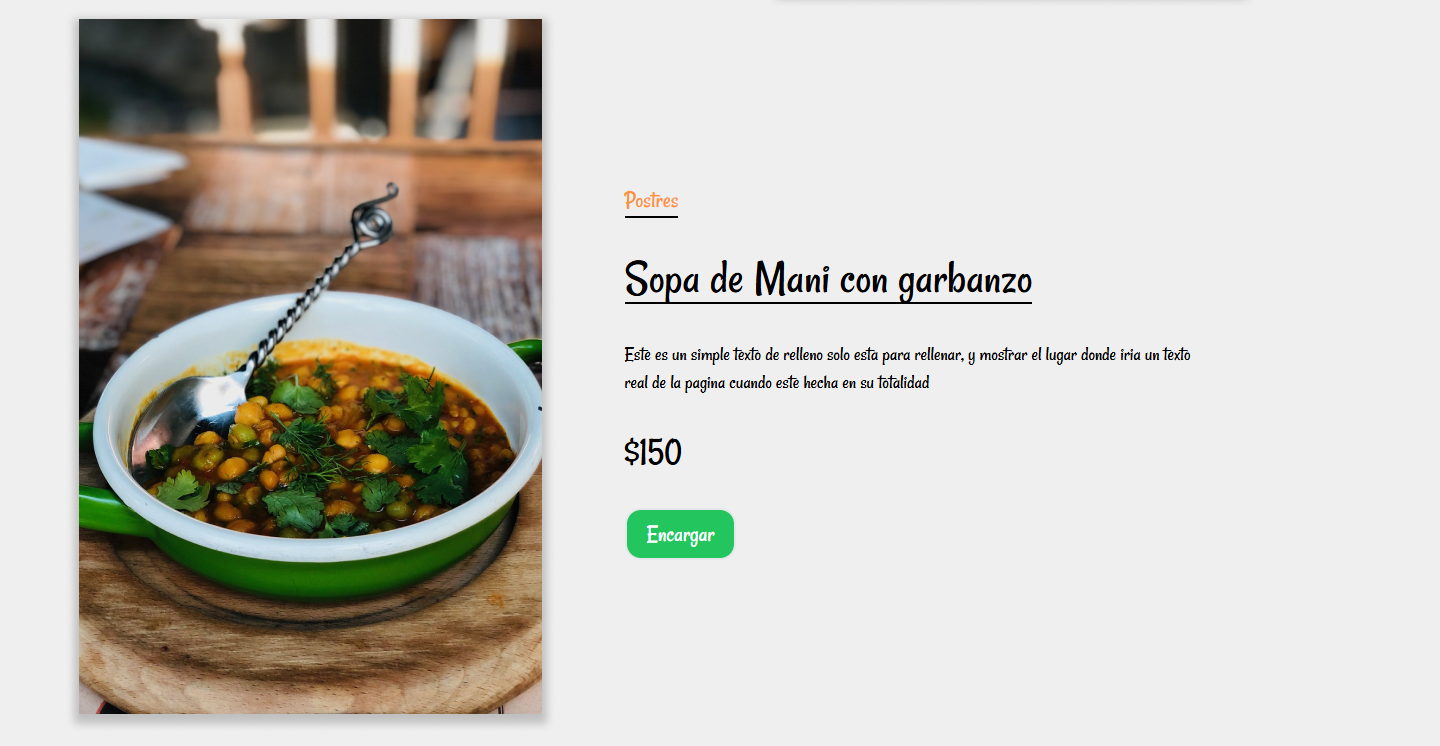 Postres
Sopa de Mani con garbanzo
Este es un simple texto de relleno solo esta para rellenar, y mostrar el lugar donde iria un texto
real de la pagina cuando este hecha en su totalidad
$150
Encargar